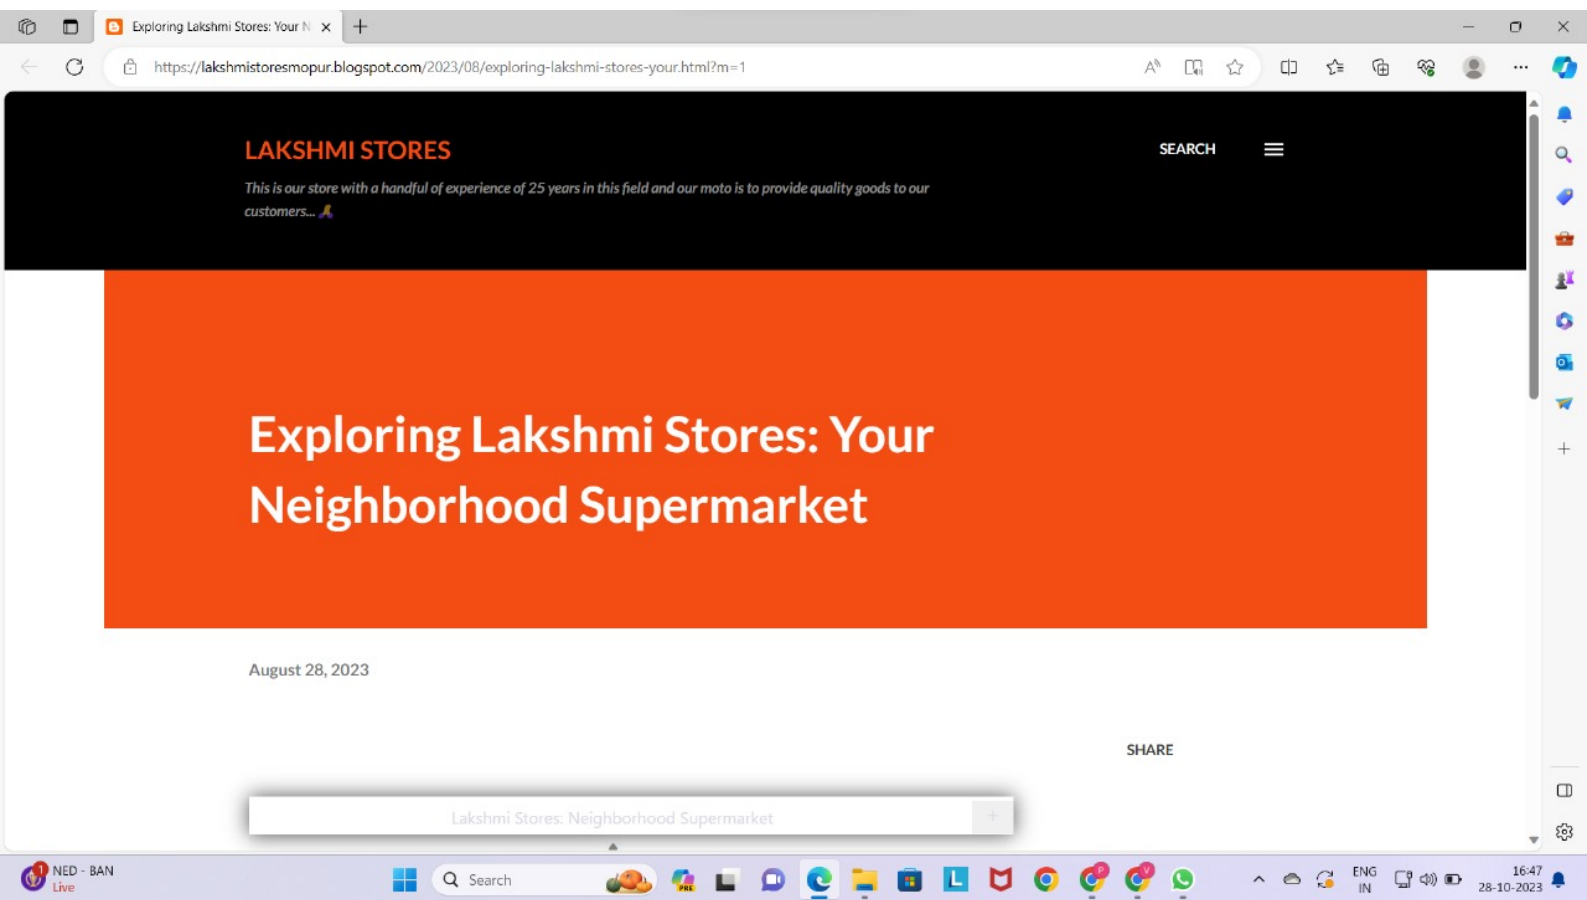 Exploring Lakshmi Stores: Your N
https://lakshmistoresmopur.blogspot.com/2023/08/exploring-lakshmi-stores-your.html?m=1
LAKSHMI STORES
SEARCH
This is our store with a handful of experience of 25 years in this field and our moto is to provide quality goods to our
customers...
Exploring Lakshmi Stores: Your
Neighborhood Supermarket
August 28, 2023
SHARE
Lakshmi Stores: Neighborhood Supermarket
NED - BAN
Live
Search
PRE
ENG
IN
16:47
28-10-2023